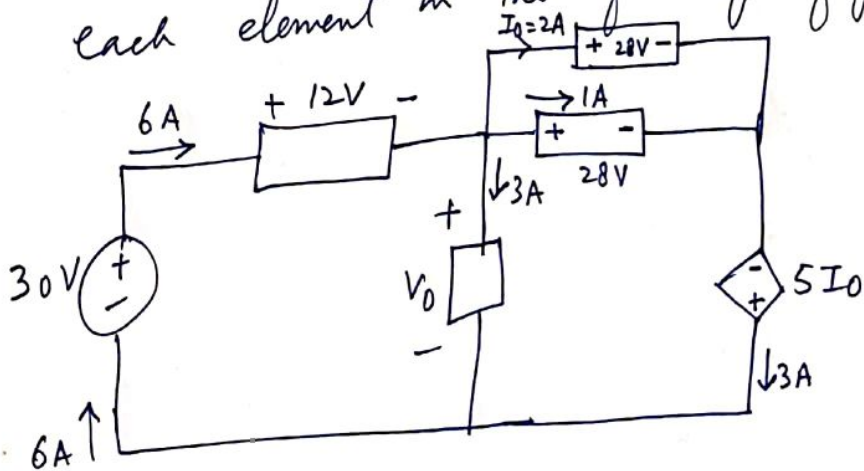 each element in
I₀=2A
+ 28V -
6A
+ 12V -
→1A
+ -
28V
↓3A
30V
+
-
+
V₀
-
-
+
5I₀
↓3A
6A